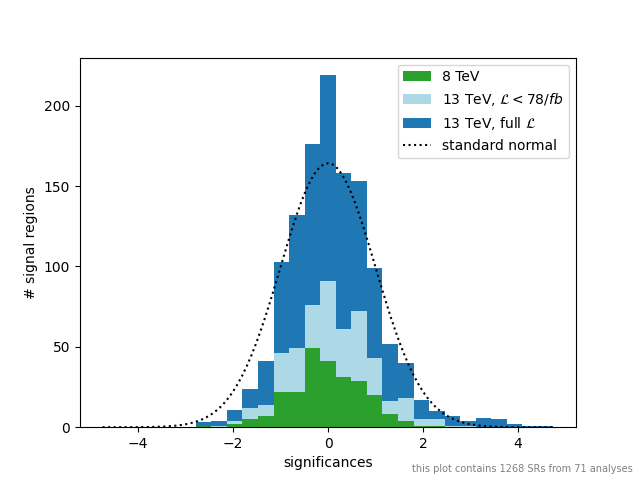 8 TeV
13 TeV, ℒ < 78/fb
13 TeV, full ℒ
standard normal
200
150
100
50
0
# signal regions
−4 −2 0 2 4
significances
this plot contains 1268 SRs from 71 analyses